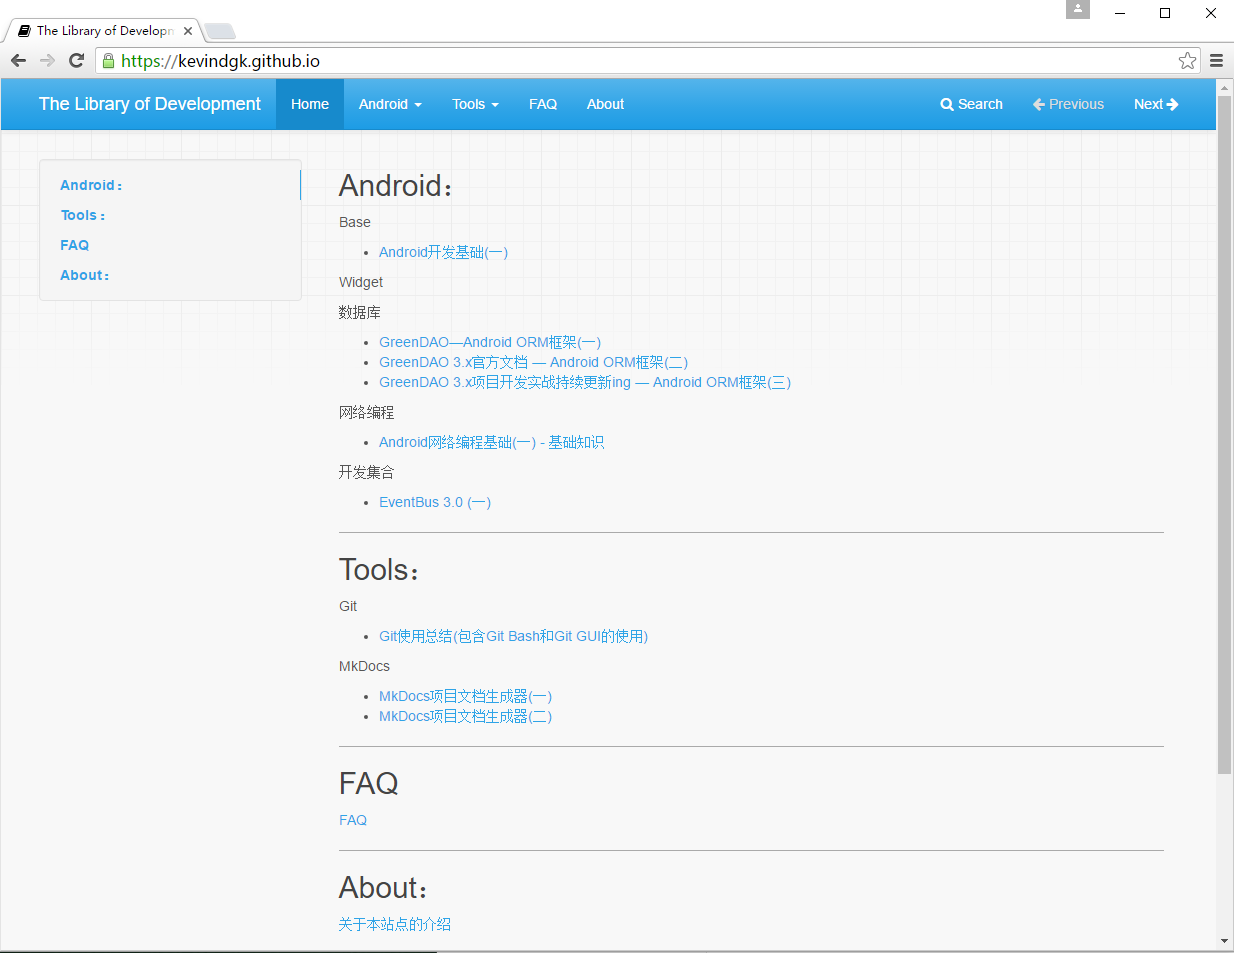 The Library of Developm
https://kevindgk.github.io
The Library of Development Home Android Tools FAQ About Search Previous Next
Android：
Tools：
FAQ
About：
Android：
Base
Android开发基础(一)
Widget
数据库
GreenDAO—Android ORM框架(一)
GreenDAO 3.x官方文档 — Android ORM框架(二)
GreenDAO 3.x项目开发实战持续更新ing — Android ORM框架(三)
网络编程
Android网络编程基础(一) - 基础知识
开发集合
EventBus 3.0 (一)
Tools：
Git
Git使用总结(包含Git Bash和Git GUI的使用)
MkDocs
MkDocs项目文档生成器(一)
MkDocs项目文档生成器(二)
FAQ
FAQ
About：
关于本站点的介绍